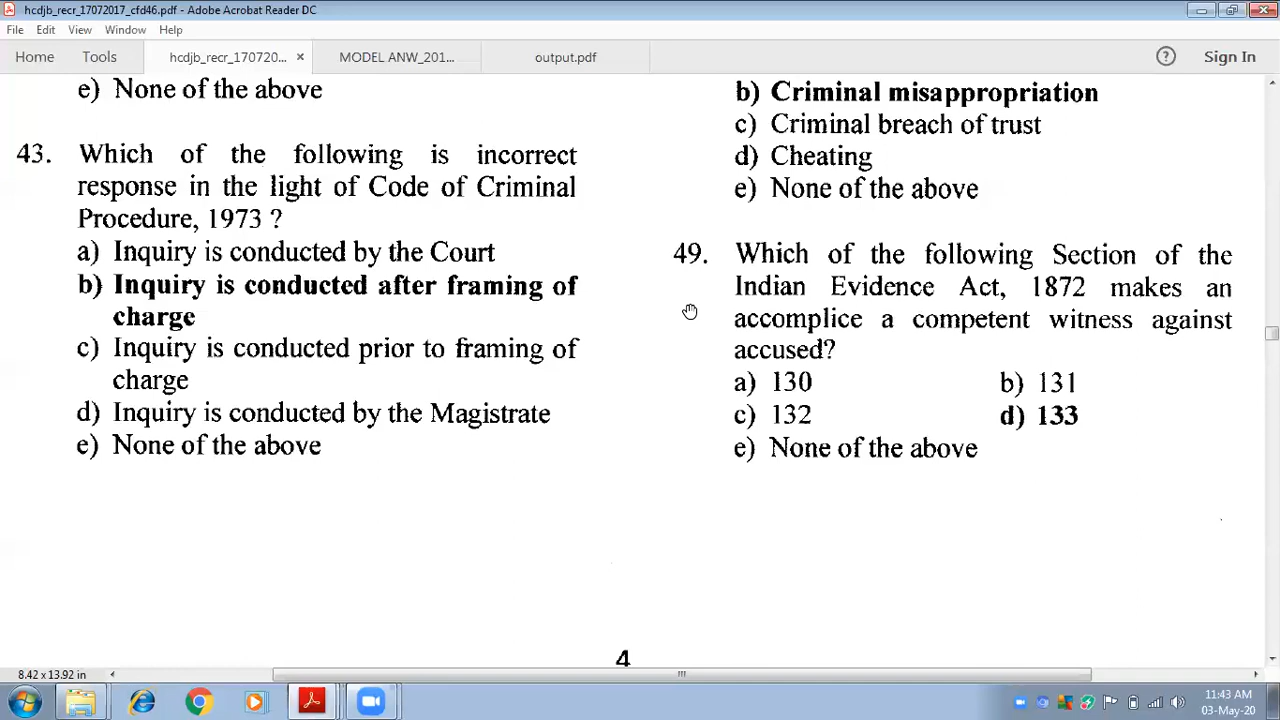 hcdjb_recr_17072017_cfd46.pdf - Adobe Acrobat Reader DC
File Edit View Window Help
Home Tools hcdjb_recr_170720... × MODEL ANW_201... output.pdf ? Sign In
e) None of the above
43. Which of the following is incorrect
response in the light of Code of Criminal
Procedure, 1973 ?
a) Inquiry is conducted by the Court
b) Inquiry is conducted after framing of
charge
c) Inquiry is conducted prior to framing of
charge
d) Inquiry is conducted by the Magistrate
e) None of the above
b) Criminal misappropriation
c) Criminal breach of trust
d) Cheating
e) None of the above
49. Which of the following Section of the
Indian Evidence Act, 1872 makes an
accomplice a competent witness against
accused?
a) 130 b) 131
c) 132 d) 133
e) None of the above
4
8.42 x 13.92 in
11:43 AM
03-May-20